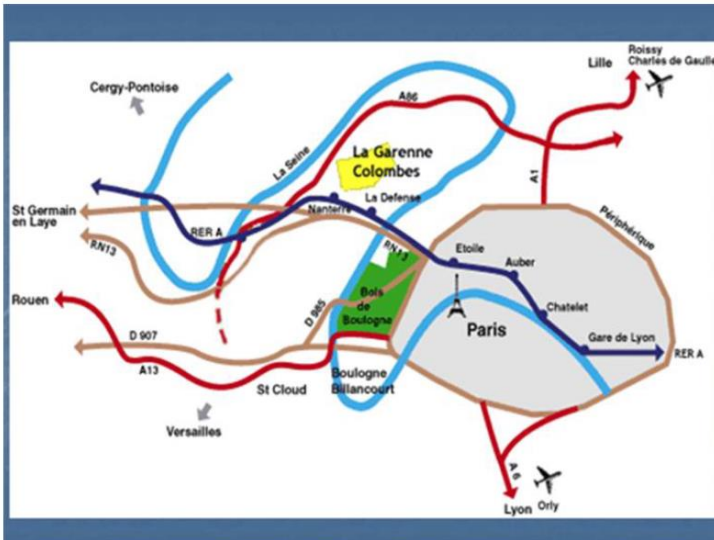 Roissy
Charles de Gaulle
Lille
Cergy-Pontoise
A86
La Seine
La Garenne
Colombes
A1
La Defense
Nanterre
St Germain
en Laye
RER A
RN13
RN13
Périphérique
Etoile
Auber
Bois
de
Boulogne
Chatelet
Rouen
D 985
Paris
Gare de Lyon
D 907
RER A
A13
St Cloud
Boulogne
Billancourt
Versailles
A 6
Lyon
Orly